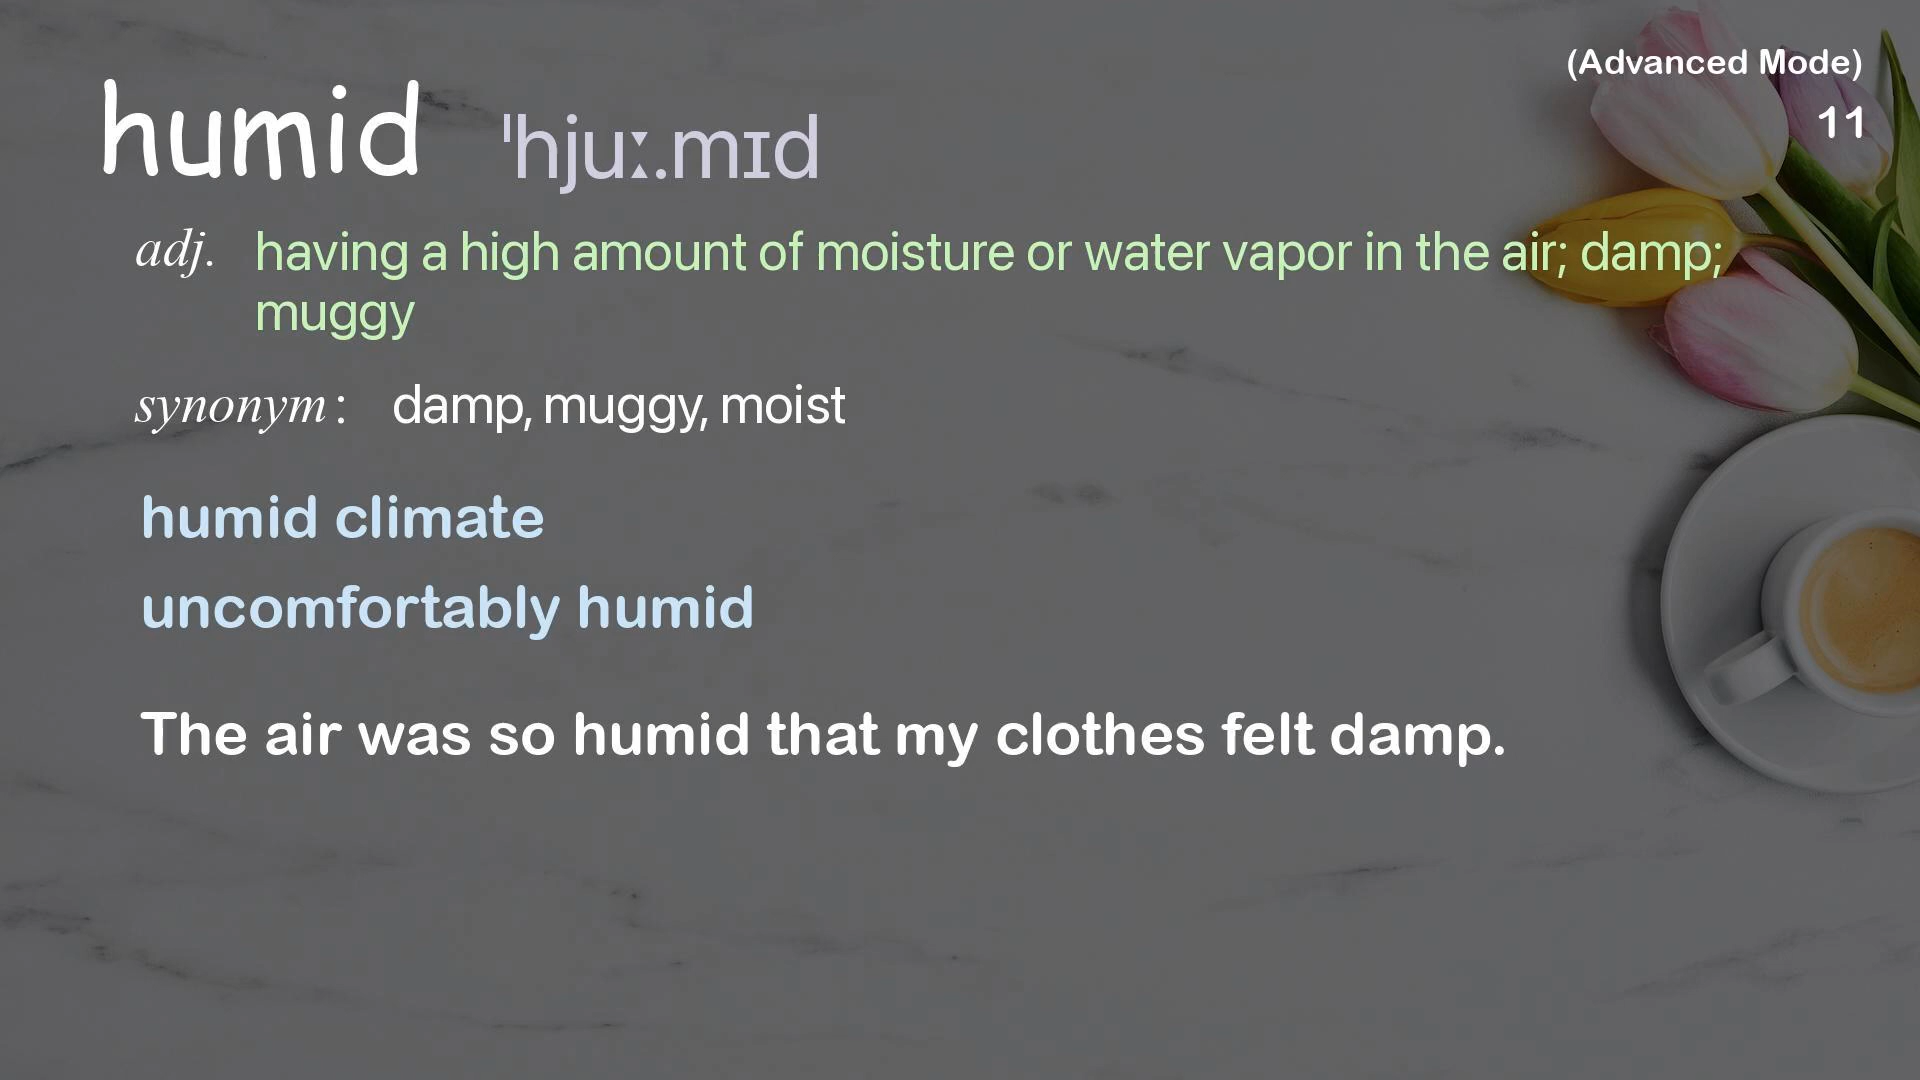 (Advanced Mode)
11
humid ˈhjuː.mɪd
adj. having a high amount of moisture or water vapor in the air; damp;
muggy
synonym: damp, muggy, moist
humid climate
uncomfortably humid
The air was so humid that my clothes felt damp.